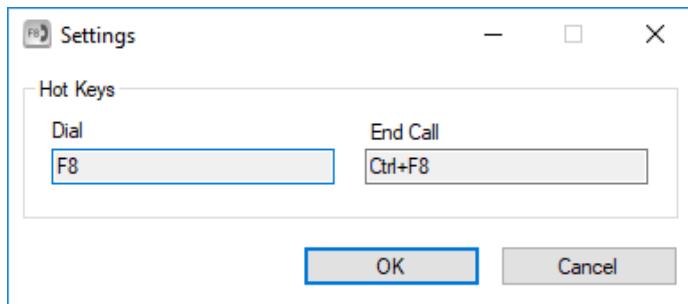 F8 Settings
Hot Keys
Dial End Call
F8 Ctrl+F8
OK Cancel